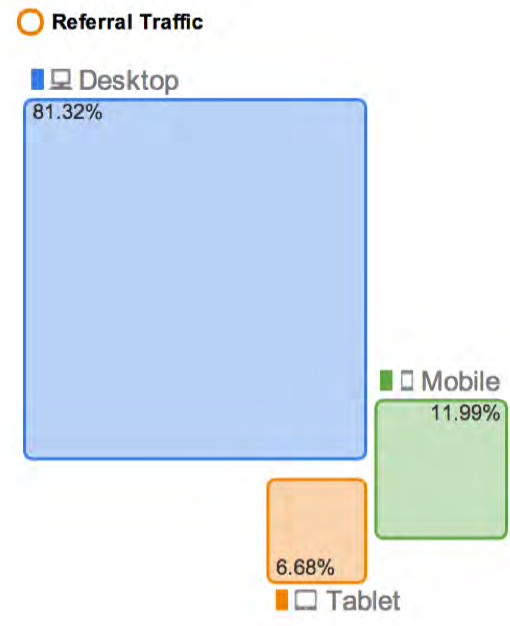 Referral Traffic
Desktop
81.32%
Mobile
11.99%
6.68%
Tablet